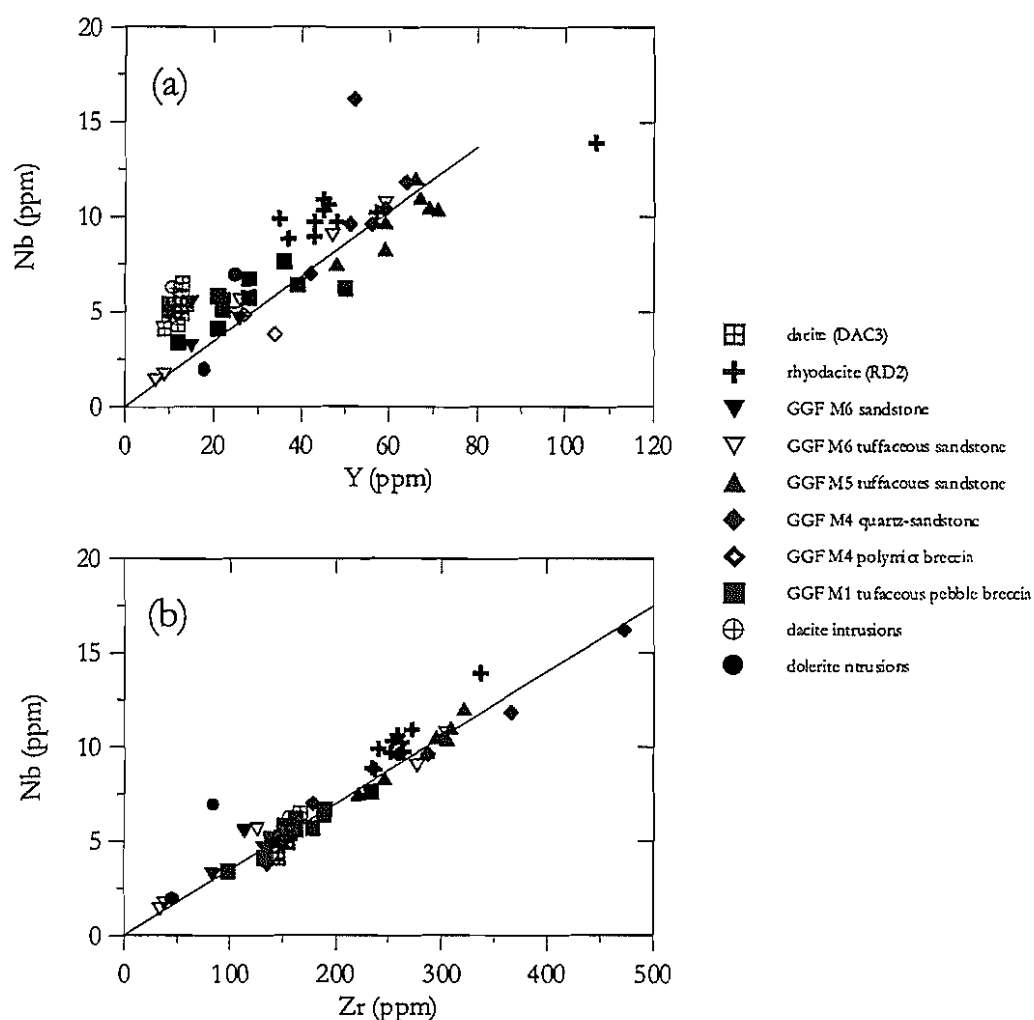 20
15
10
5
0
Nb (ppm)
(a)
0 20 40 60 80 100 120
Y (ppm)
20
15
10
5
0
Nb (ppm)
(b)
0 100 200 300 400 500
Zr (ppm)
dacite (DAC3)
rhyodacite (RD2)
GGF M6 sandstone
GGF M6 tuffaceous sandstone
GGF M5 tuffacoues sandstone
GGF M4 quartz-sandstone
GGF M4 polymict breccia
GGF M1 tufaceous pebble breccia
dacite intrusions
dolerite ntrusions